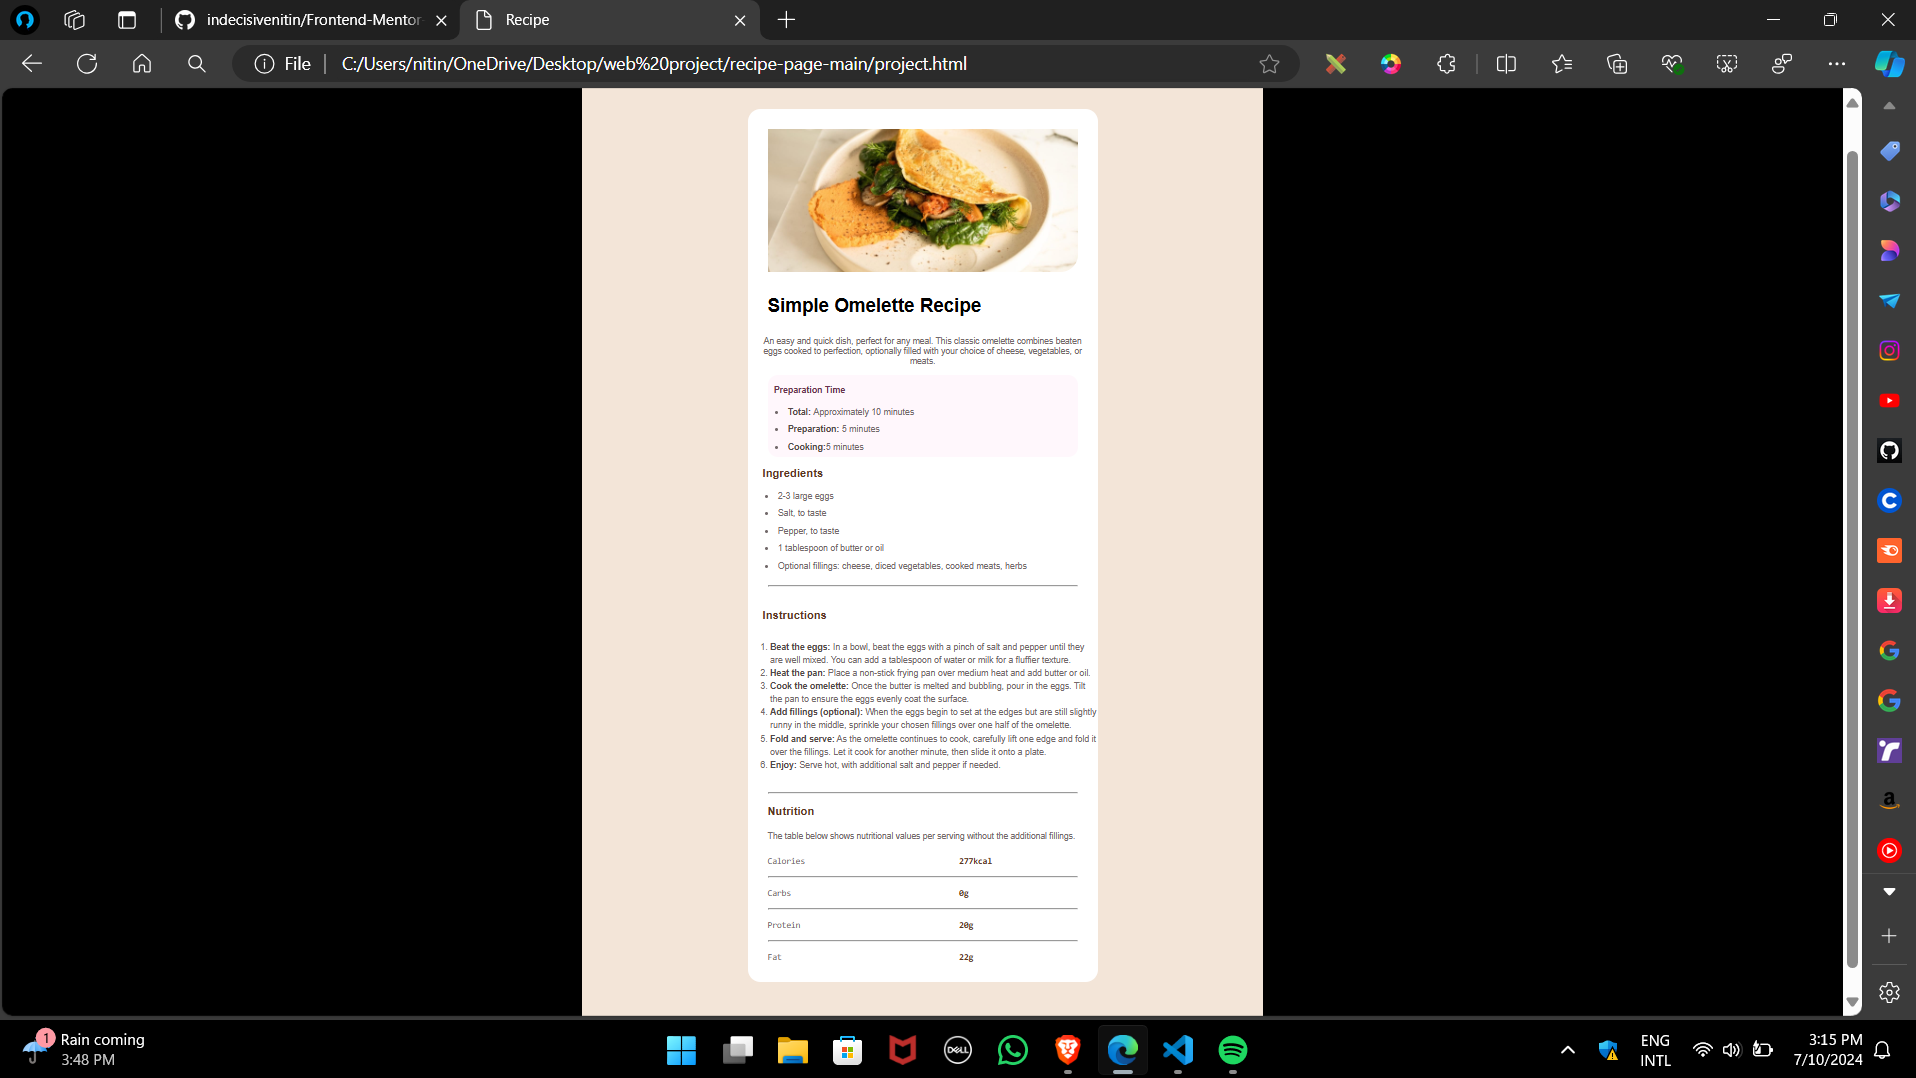 indecisivenitin/Frontend-Mentor
Recipe
File
C:/Users/nitin/OneDrive/Desktop/web%20project/recipe-page-main/project.html
Simple Omelette Recipe
An easy and quick dish, perfect for any meal. This classic omelette combines beaten
eggs cooked to perfection, optionally filled with your choice of cheese, vegetables, or
meats.
Preparation Time
• Total: Approximately 10 minutes
• Preparation: 5 minutes
• Cooking:5 minutes
Ingredients
• 2-3 large eggs
• Salt, to taste
• Pepper, to taste
• 1 tablespoon of butter or oil
• Optional fillings: cheese, diced vegetables, cooked meats, herbs
Instructions
1. Beat the eggs: In a bowl, beat the eggs with a pinch of salt and pepper until they
are well mixed. You can add a tablespoon of water or milk for a fluffier texture.
2. Heat the pan: Place a non-stick frying pan over medium heat and add butter or oil.
3. Cook the omelette: Once the butter is melted and bubbling, pour in the eggs. Tilt
the pan to ensure the eggs evenly coat the surface.
4. Add fillings (optional): When the eggs begin to set at the edges but are still slightly
runny in the middle, sprinkle your chosen fillings over one half of the omelette.
5. Fold and serve: As the omelette continues to cook, carefully lift one edge and fold it
over the fillings. Let it cook for another minute, then slide it onto a plate.
6. Enjoy: Serve hot, with additional salt and pepper if needed.
Nutrition
The table below shows nutritional values per serving without the additional fillings.
Calories 277kcal
Carbs 0g
Protein 20g
Fat 22g
1
Rain coming
3:48 PM
DELL
ENG
INTL
3:15 PM
7/10/2024